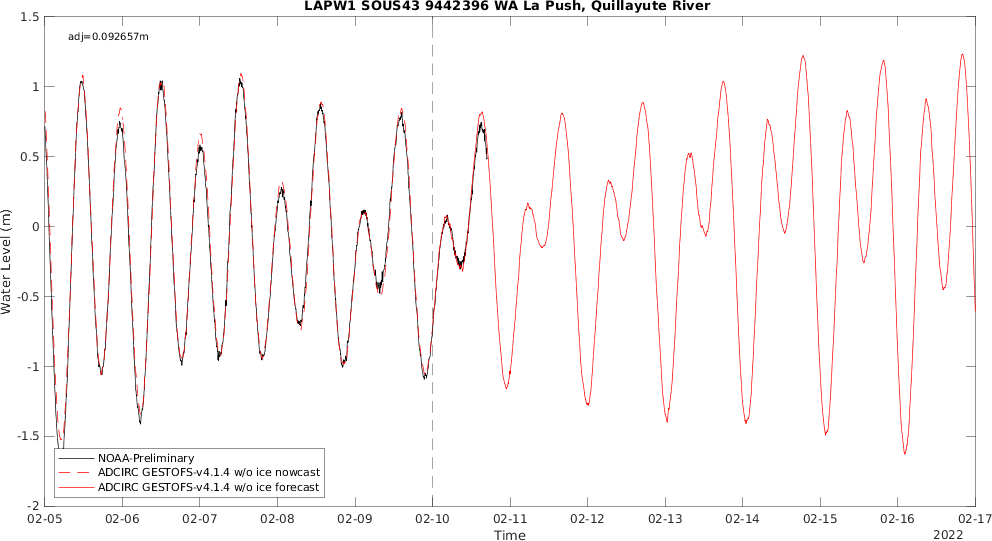 LAPW1 SOUS43 9442396 WA La Push, Quillayute River
adj=0.092657m
Water Level (m)
1.5
1
0.5
0
-0.5
-1
-1.5
-2
NOAA-Preliminary
ADCIRC GESTOFS-v4.1.4 w/o ice nowcast
ADCIRC GESTOFS-v4.1.4 w/o ice forecast
02-05 02-06 02-07 02-08 02-09 02-10 02-11 02-12 02-13 02-14 02-15 02-16 02-17
Time
2022